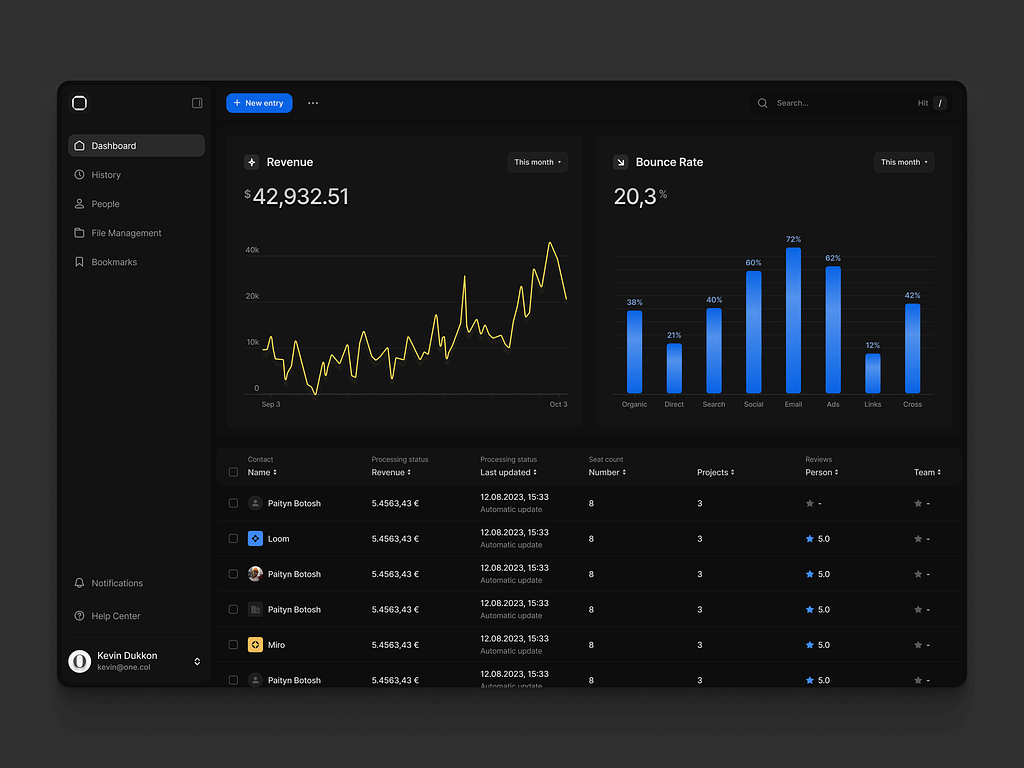 Dashboard
History
People
File Management
Bookmarks
Notifications
Help Center
Kevin Dukkon
kevin@one.col
+ New entry
Search...
Hit /
Revenue
This month
$42,932.51
40k
20k
10k
0
Sep 3 Oct 3
Bounce Rate
This month
20,3%
38% 21% 40% 60% 72% 62% 12% 42%
Organic Direct Search Social Email Ads Links Cross
Contact Processing status Processing status Seat count Reviews
Name Revenue Last updated Number Projects Person Team
Paityn Botosh 5.4563,43 € 12.08.2023, 15:33 8 3 - -
Automatic update
Loom 5.4563,43 € 12.08.2023, 15:33 8 3 5.0 -
Automatic update
Paityn Botosh 5.4563,43 € 12.08.2023, 15:33 8 3 5.0 -
Automatic update
Paityn Botosh 5.4563,43 € 12.08.2023, 15:33 8 3 5.0 -
Automatic update
Miro 5.4563,43 € 12.08.2023, 15:33 8 3 5.0 -
Automatic update
Paityn Botosh 5.4563,43 € 12.08.2023, 15:33 8 3 5.0 -
Automatic update